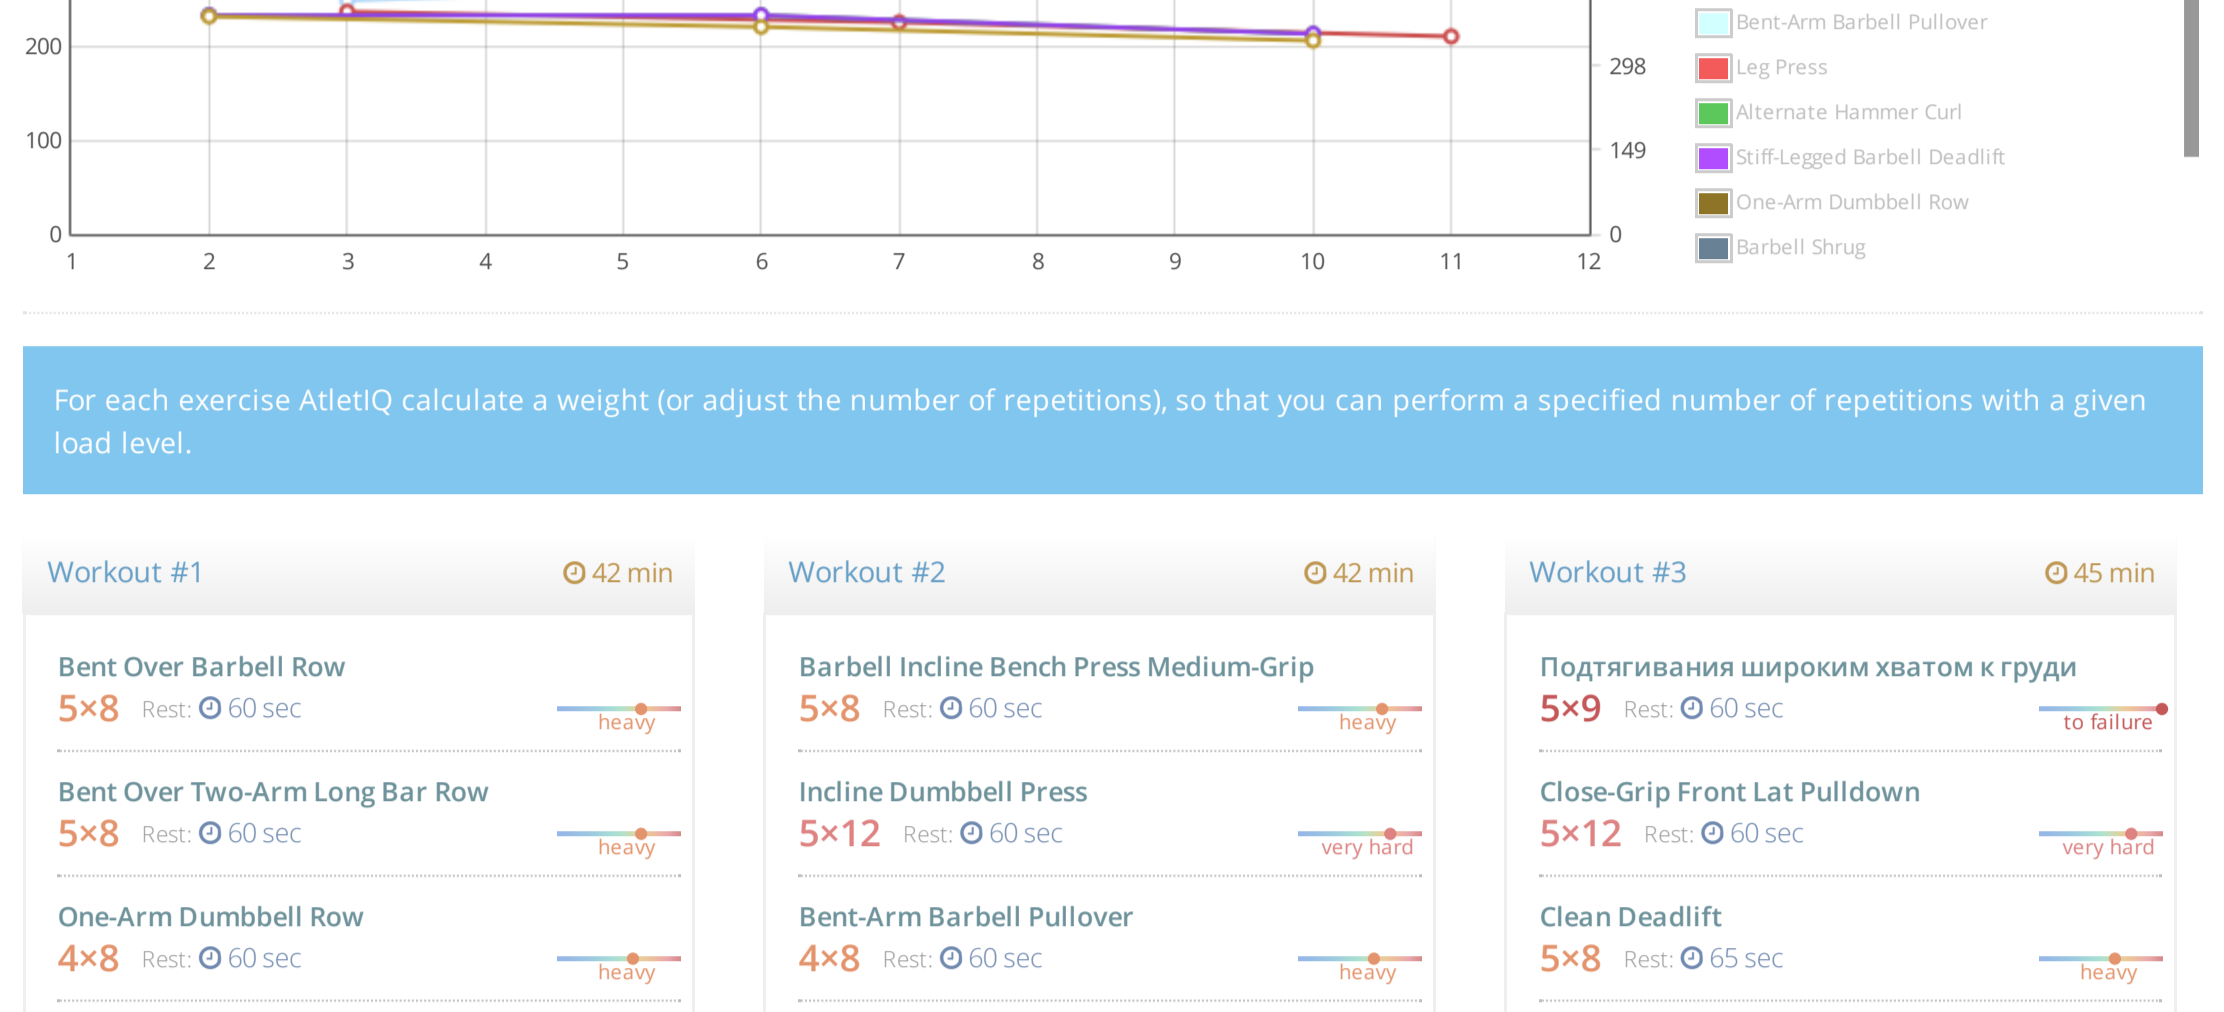 200
100
0
1 2 3 4 5 6 7 8 9 10 11 12
298
149
0
Bent-Arm Barbell Pullover
Leg Press
Alternate Hammer Curl
Stiff-Legged Barbell Deadlift
One-Arm Dumbbell Row
Barbell Shrug
For each exercise AtletIQ calculate a weight (or adjust the number of repetitions), so that you can perform a specified number of repetitions with a given
load level.
Workout #1 42 min
Bent Over Barbell Row
5×8 Rest: 60 sec
heavy
Bent Over Two-Arm Long Bar Row
5×8 Rest: 60 sec
heavy
One-Arm Dumbbell Row
4×8 Rest: 60 sec
heavy
Workout #2 42 min
Barbell Incline Bench Press Medium-Grip
5×8 Rest: 60 sec
heavy
Incline Dumbbell Press
5×12 Rest: 60 sec
very hard
Bent-Arm Barbell Pullover
4×8 Rest: 60 sec
heavy
Workout #3 45 min
Подтягивания широким хватом к груди
5×9 Rest: 60 sec
to failure
Close-Grip Front Lat Pulldown
5×12 Rest: 60 sec
very hard
Clean Deadlift
5×8 Rest: 65 sec
heavy